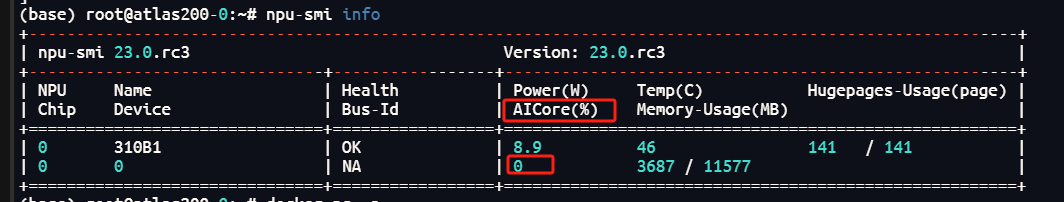 (base) root@atlas200-0:~# npu-smi info
+------------------------------------------------------------------------------------------------+
| npu-smi 23.0.rc3                                 Version: 23.0.rc3                              |
+-------------------------------+-----------------+------------------------------------------------------+
| NPU     Name                  | Health          | Power(W)     Temp(C)           Hugepages-Usage(page) |
| Chip    Device                | Bus-Id          | AICore(%)    Memory-Usage(MB)                        |
+===============================+=================+======================================================+
| 0       310B1                 | OK              | 8.9          46                141   / 141           |
| 0       0                     | NA              | 0            3687 / 11577                            |
+===============================+=================+======================================================+